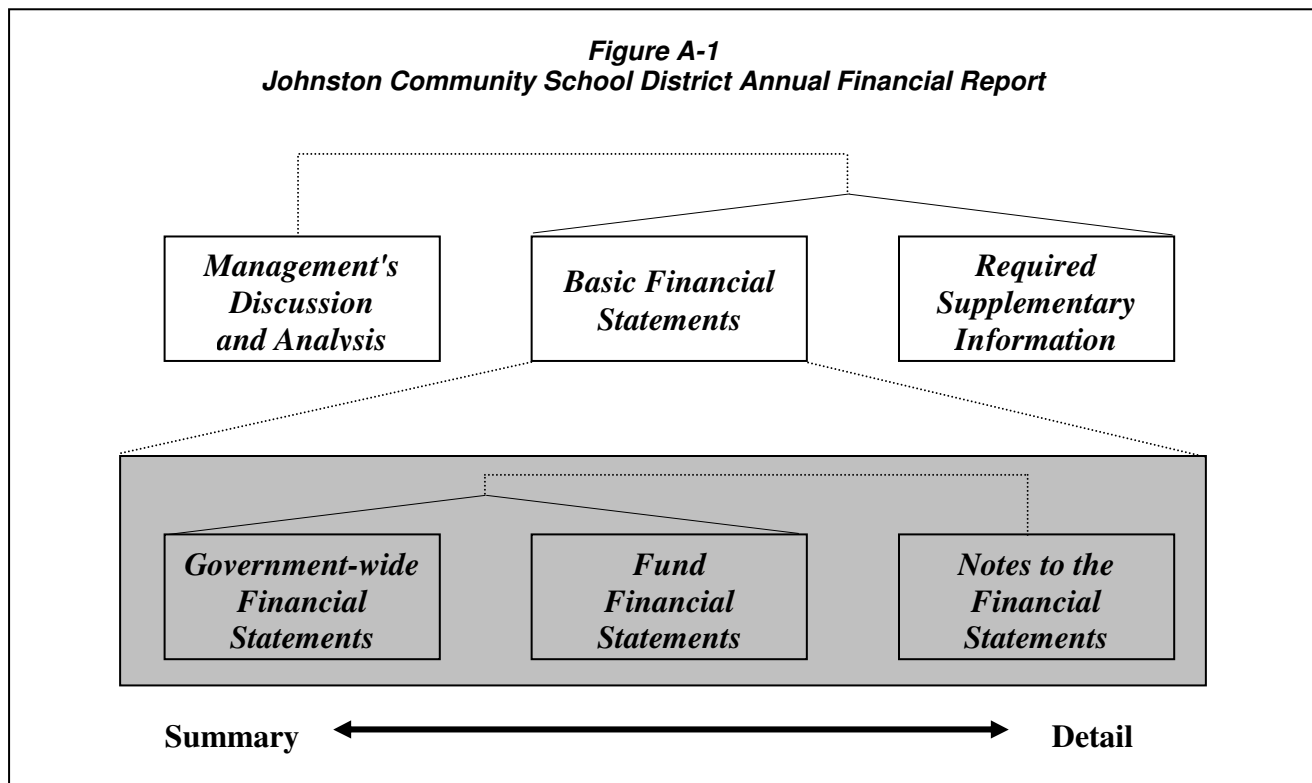 Figure A-1
Johnston Community School District Annual Financial Report
Management's
Discussion
and Analysis
Basic Financial
Statements
Required
Supplementary
Information
Government-wide
Financial
Statements
Fund
Financial
Statements
Notes to the
Financial
Statements
Summary
Detail